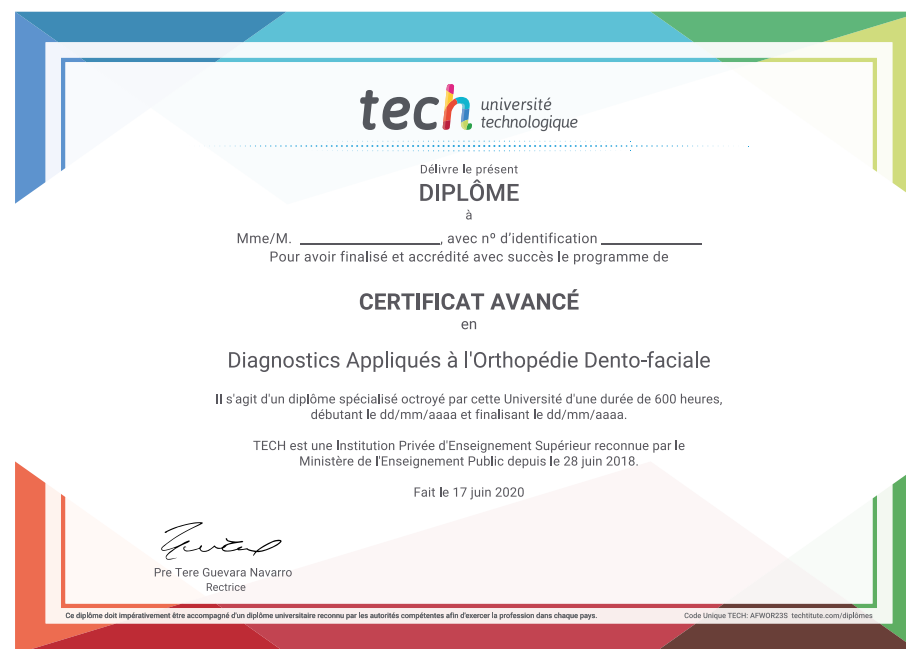 tech université
technologique
Délivre le présent
DIPLÔME
à
Mme/M. ____________________, avec nº d'identification ______________
Pour avoir finalisé et accrédité avec succès le programme de
CERTIFICAT AVANCÉ
en
Diagnostics Appliqués à l'Orthopédie Dento-faciale
Il s'agit d'un diplôme spécialisé octroyé par cette Université d'une durée de 600 heures,
débutant le dd/mm/aaaa et finalisant le dd/mm/aaaa.
TECH est une Institution Privée d'Enseignement Supérieur reconnue par le
Ministère de l'Enseignement Public depuis le 28 juin 2018.
Fait le 17 juin 2020
Pre Tere Guevara Navarro
Rectrice
Ce diplôme doit impérativement être accompagné d'un diplôme universitaire reconnu par les autorités compétentes afin d'exercer la profession dans chaque pays.
Code Unique TECH: AFWOR23S techtitute.com/diplômes